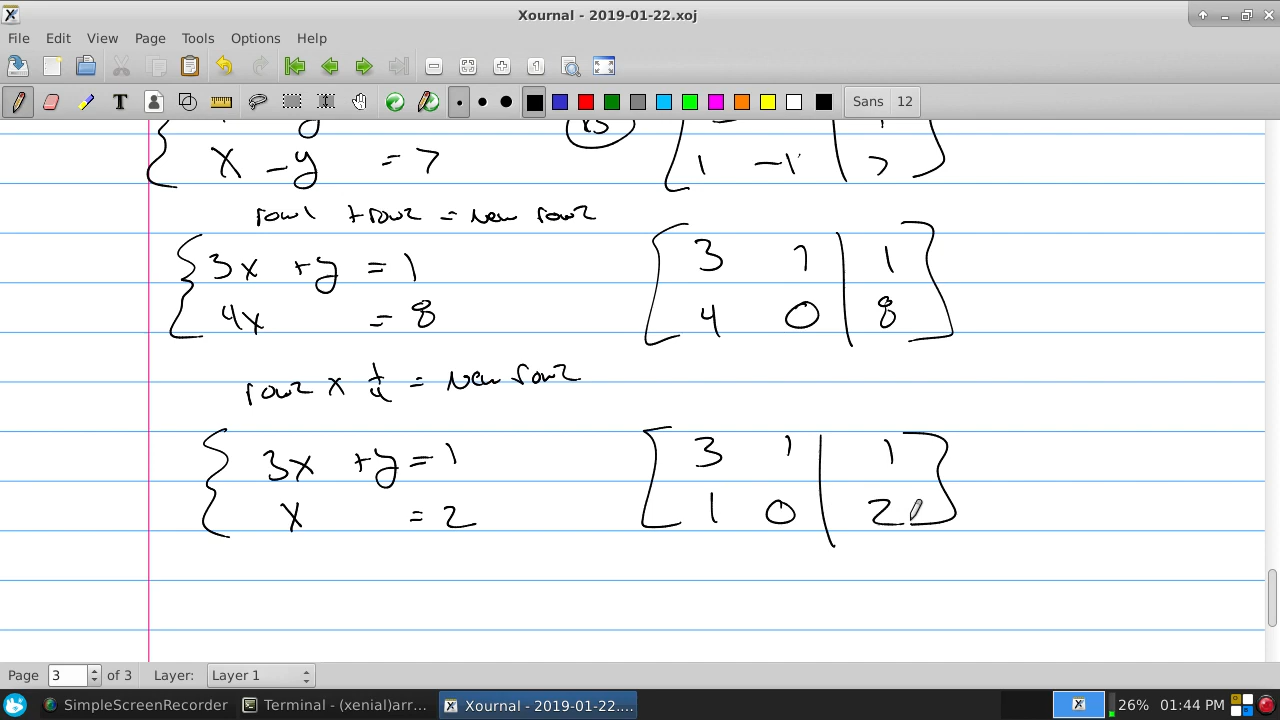 Xournal - 2019-01-22.xoj
File Edit View Page Tools Options Help
Sans 12
y
x - y = 7
1 -1 | 7
row1 + row2 = New row2
3x + y = 1
3 1 | 1
4x = 8
4 0 | 8
row2 x 1/4 = New row2
3x + y = 1
3 1 | 1
x = 2
1 0 | 2
Page 3 of 3 Layer: Layer 1
SimpleScreenRecorder Terminal - (xenial)arr... Xournal - 2019-01-22.... 26% 01:44 PM